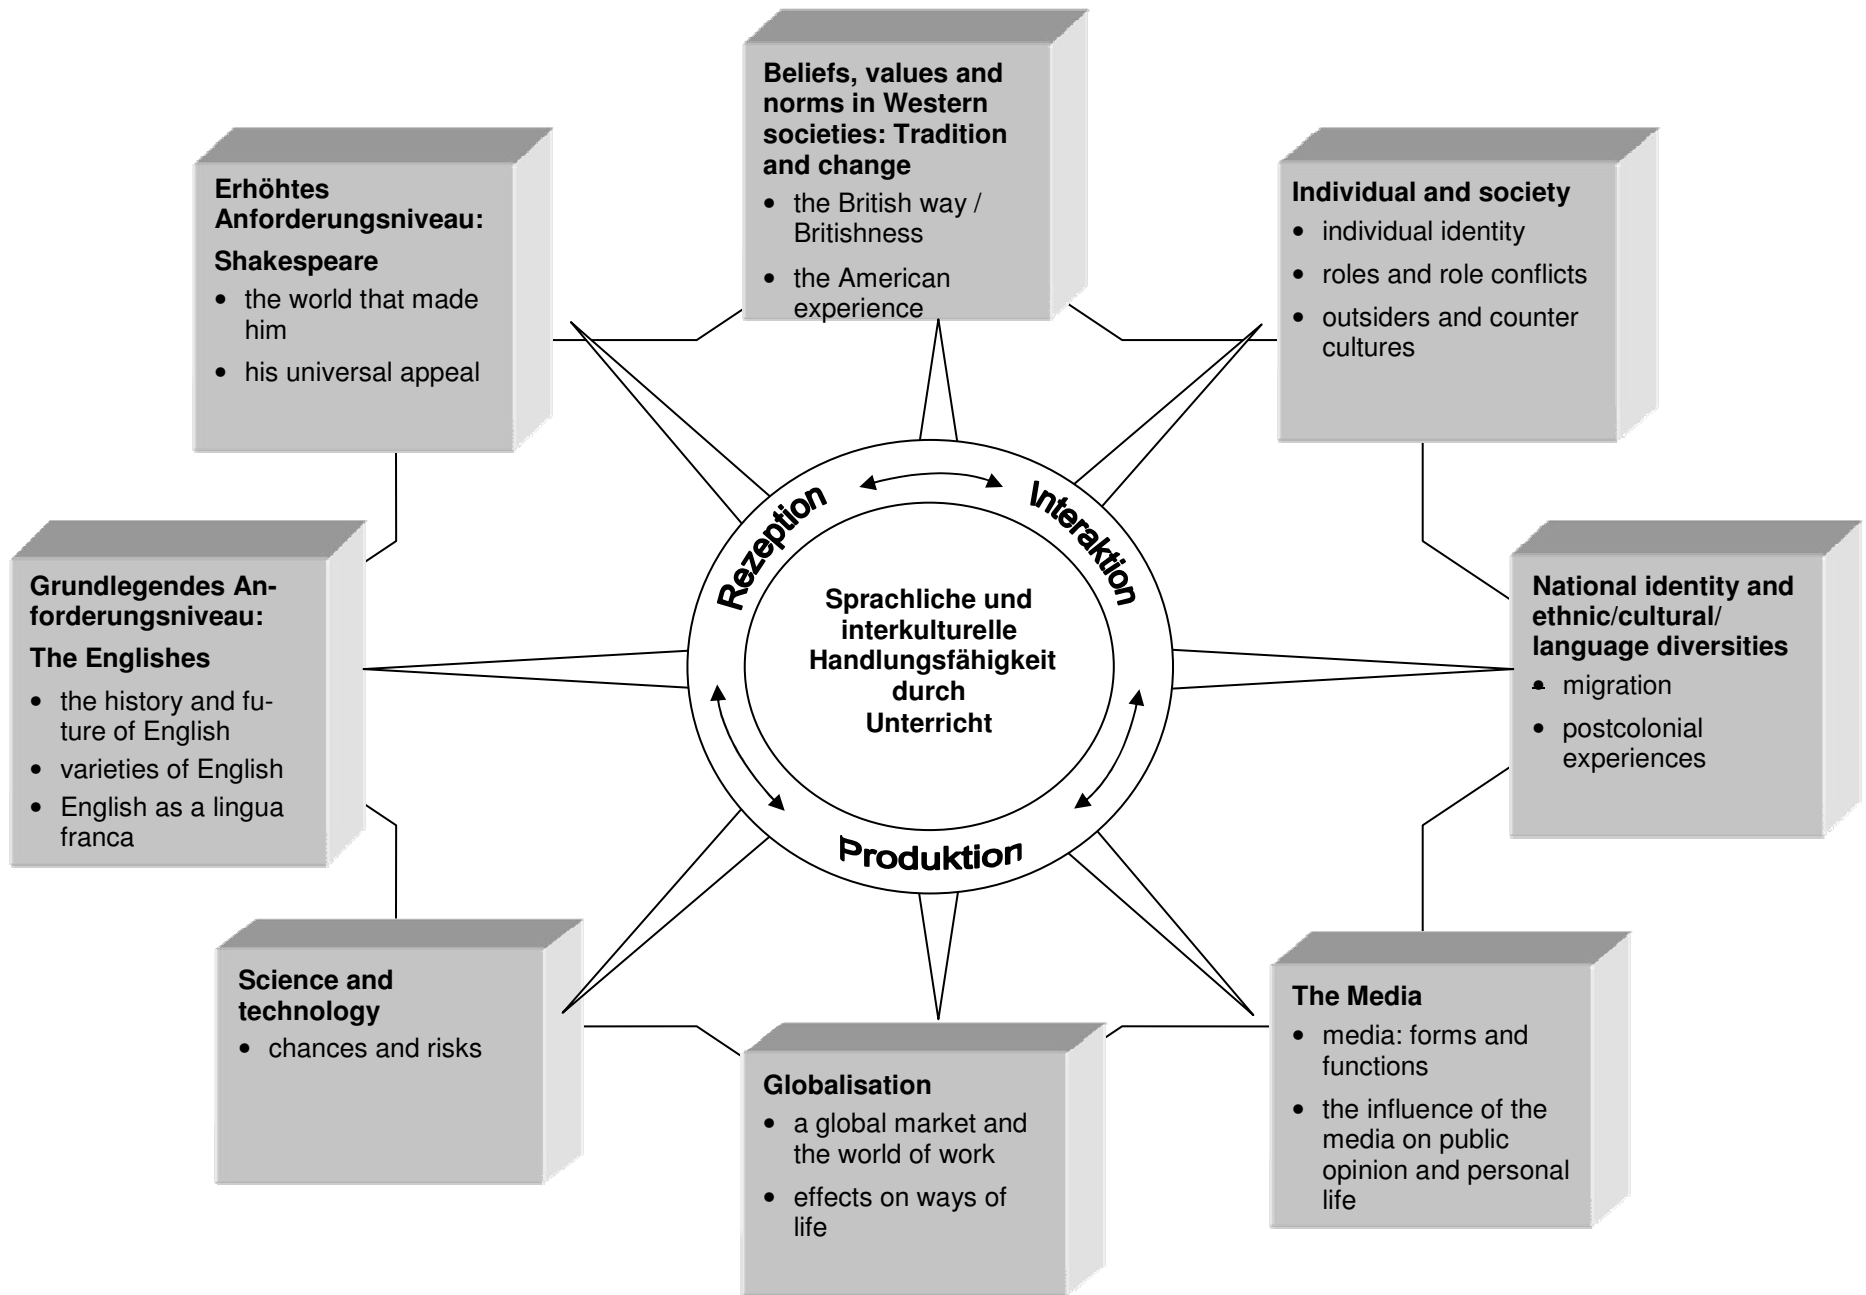 Beliefs, values and
norms in Western
societies: Tradition
and change
• the British way /
Britishness
• the American
experience
Erhöhtes
Anforderungsniveau:
Shakespeare
• the world that made
him
• his universal appeal
Individual and society
• individual identity
• roles and role conflicts
• outsiders and counter
cultures
Grundlegendes An-
forderungsniveau:
The Englishes
• the history and fu-
ture of English
• varieties of English
• English as a lingua
franca
Rezeption
Interaktion
Produktion
Sprachliche und
interkulturelle
Handlungsfähigkeit
durch
Unterricht
National identity and
ethnic/cultural/
language diversities
• migration
• postcolonial
experiences
Science and
technology
• chances and risks
Globalisation
• a global market and
the world of work
• effects on ways of
life
The Media
• media: forms and
functions
• the influence of the
media on public
opinion and personal
life